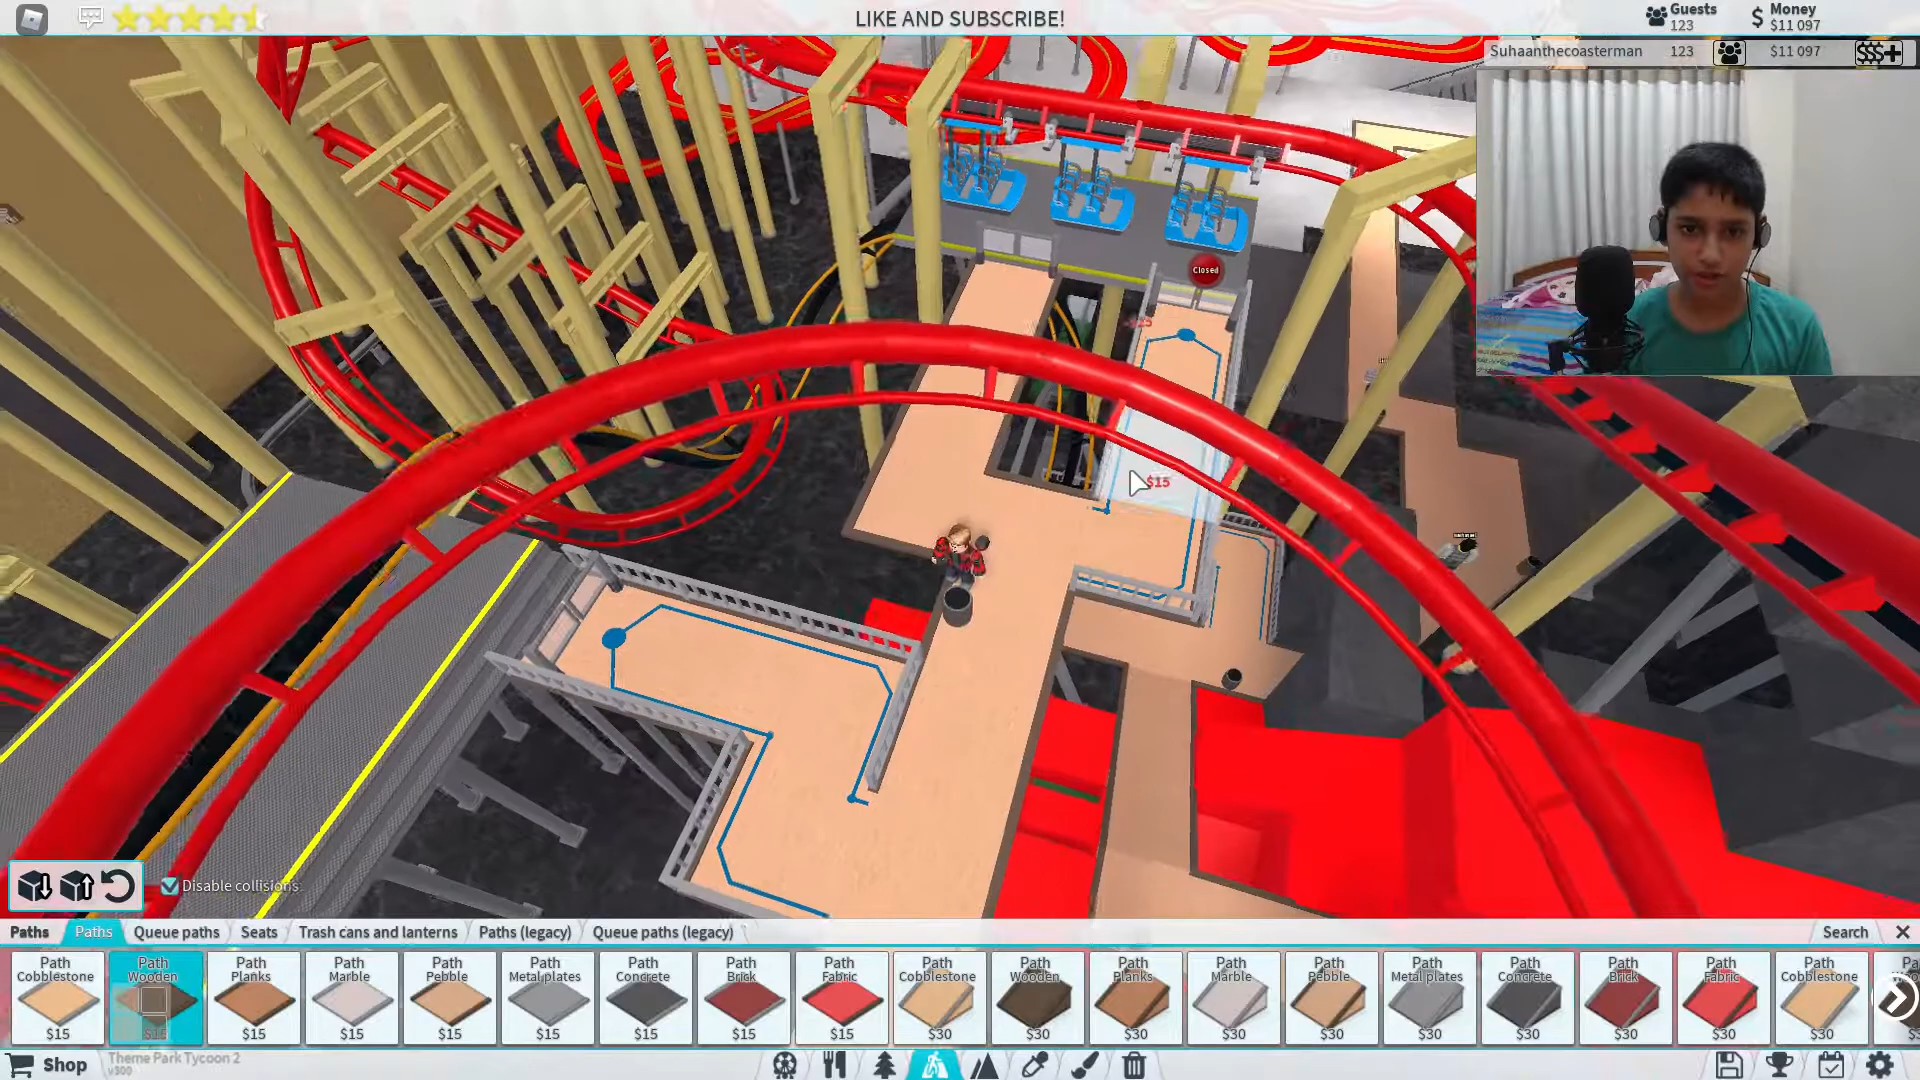 LIKE AND SUBSCRIBE!
Guests
123
$ Money
$11 097
Suhaanthecoasterman 123 $11 097 $$$+
Closed
$15
Disable collisions
Paths Paths Queue paths Seats Trash cans and lanterns Paths (legacy) Queue paths (legacy) Search
Path Cobblestone $15
Path Wooden $15
Path Planks $15
Path Marble $15
Path Pebble $15
Path Metal plates $15
Path Concrete $15
Path Brick $15
Path Fabric $15
Path Cobblestone $30
Path Wooden $30
Path Planks $30
Path Marble $30
Path Pebble $30
Path Metal plates $30
Path Concrete $30
Path Brick $30
Path Fabric $30
Path Cobblestone $30
Shop
Theme Park Tycoon 2
v300